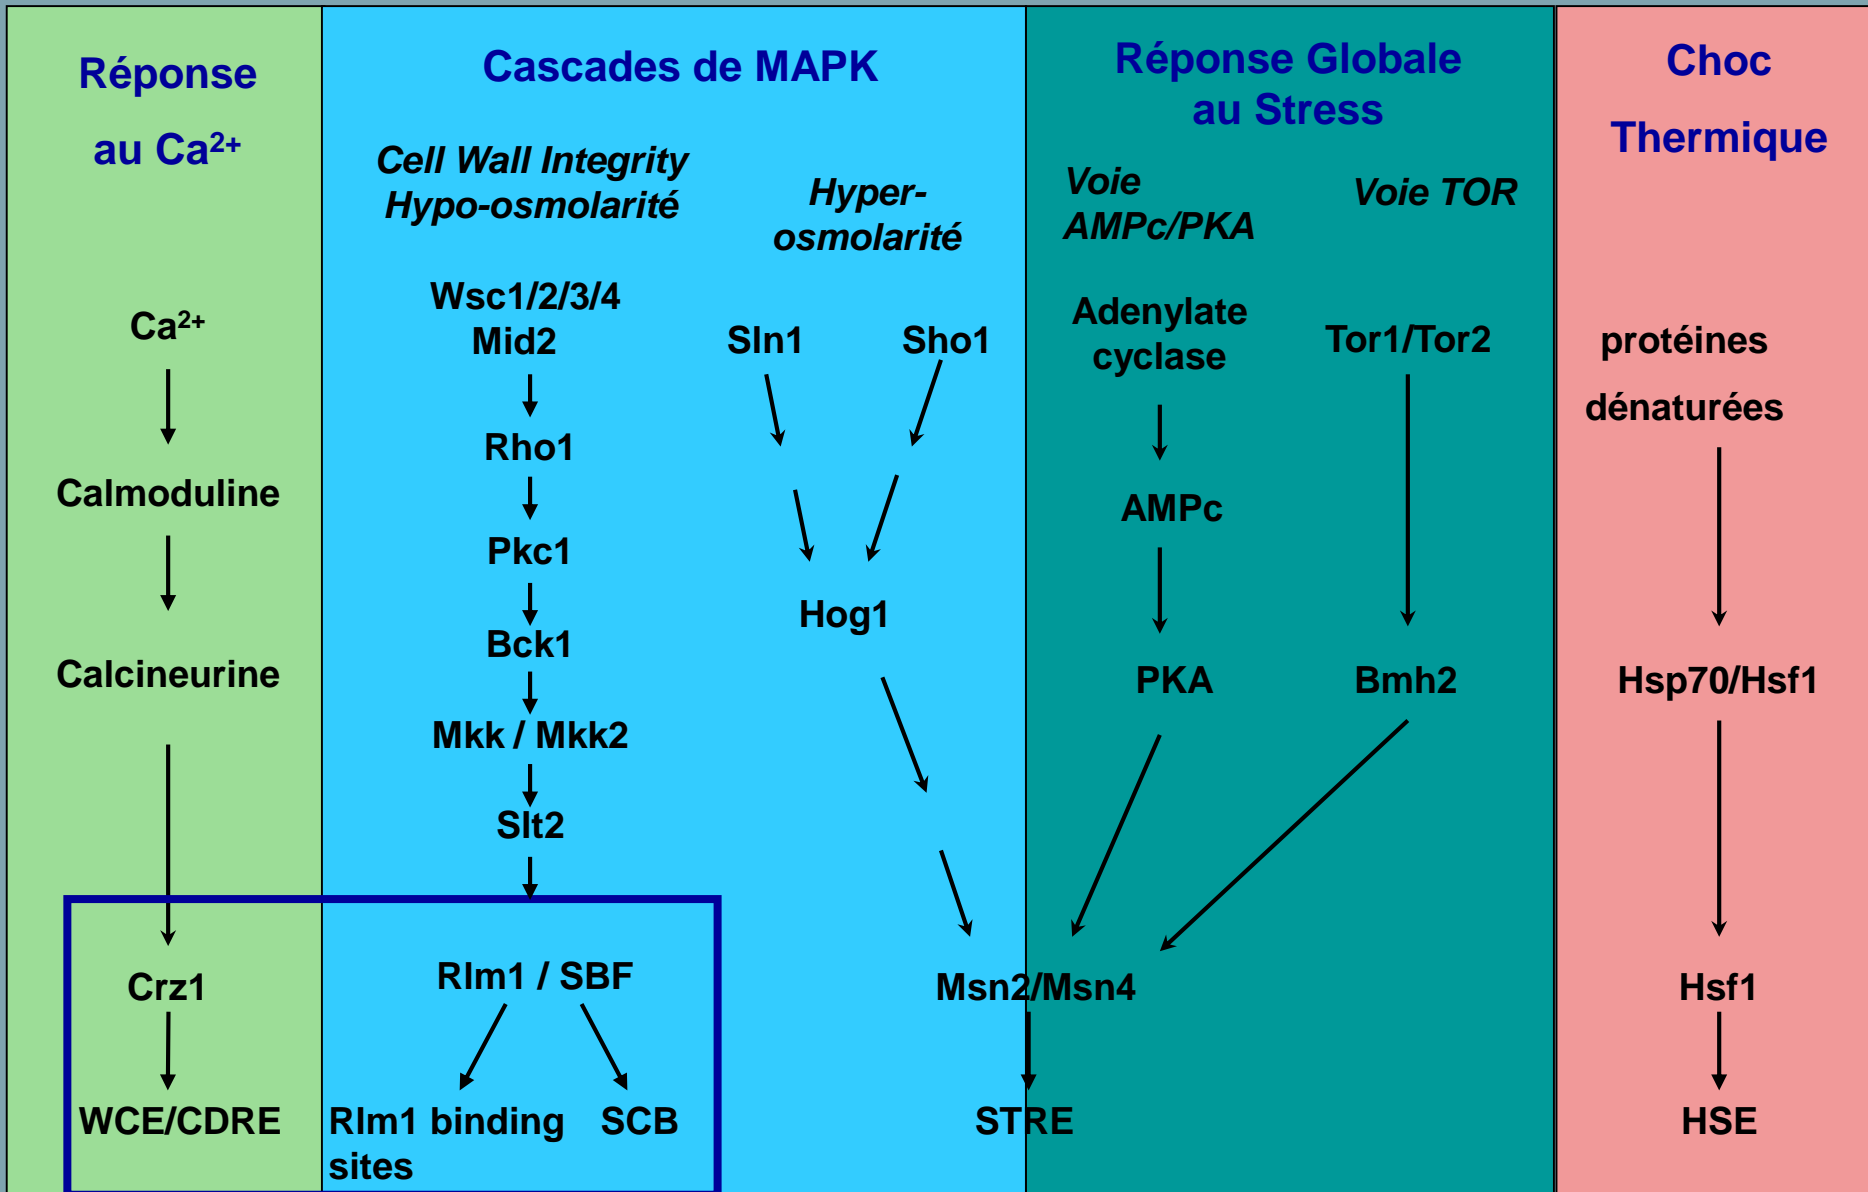 Réponse
au Ca²⁺
Ca²⁺
Calmoduline
Calcineurine
Crz1
WCE/CDRE
Cascades de MAPK
Cell Wall Integrity
Hypo-osmolarité
Wsc1/2/3/4
Mid2
Rho1
Pkc1
Bck1
Mkk / Mkk2
Slt2
Rlm1 / SBF
Rlm1 binding
sites
SCB
Hyper-
osmolarité
Sln1
Sho1
Hog1
Msn2/Msn4
STRE
Réponse Globale
au Stress
Voie
AMPc/PKA
Adenylate
cyclase
AMPc
PKA
Voie TOR
Tor1/Tor2
Bmh2
Choc
Thermique
protéines
dénaturées
Hsp70/Hsf1
Hsf1
HSE